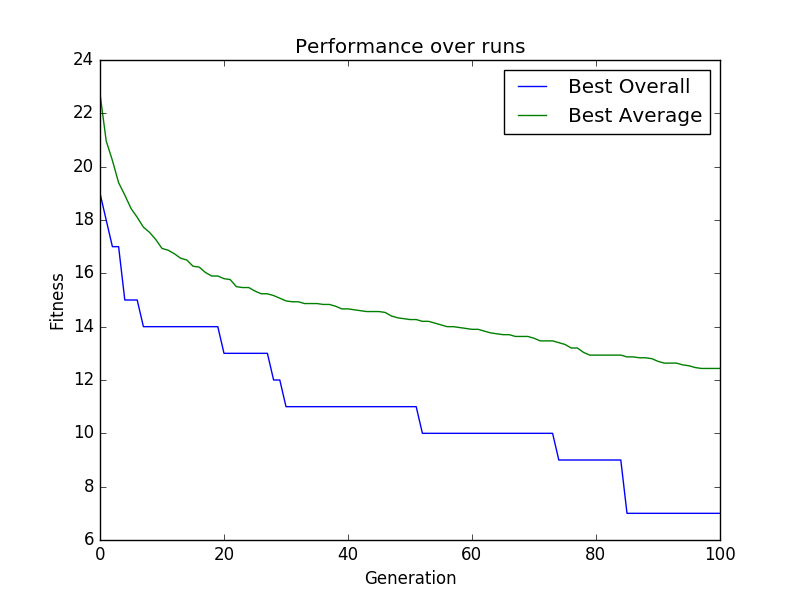 Performance over runs
Best Overall
Best Average
Fitness
24
22
20
18
16
14
12
10
8
6
0 20 40 60 80 100
Generation